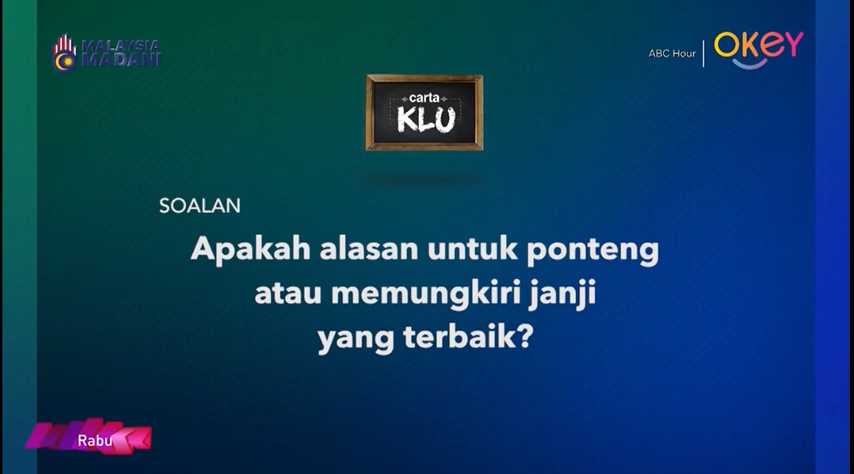 MALAYSIA
MADANI
ABC Hour
OKEY
carta
KLU
SOALAN
Apakah alasan untuk ponteng
atau memungkiri janji
yang terbaik?
Rabu